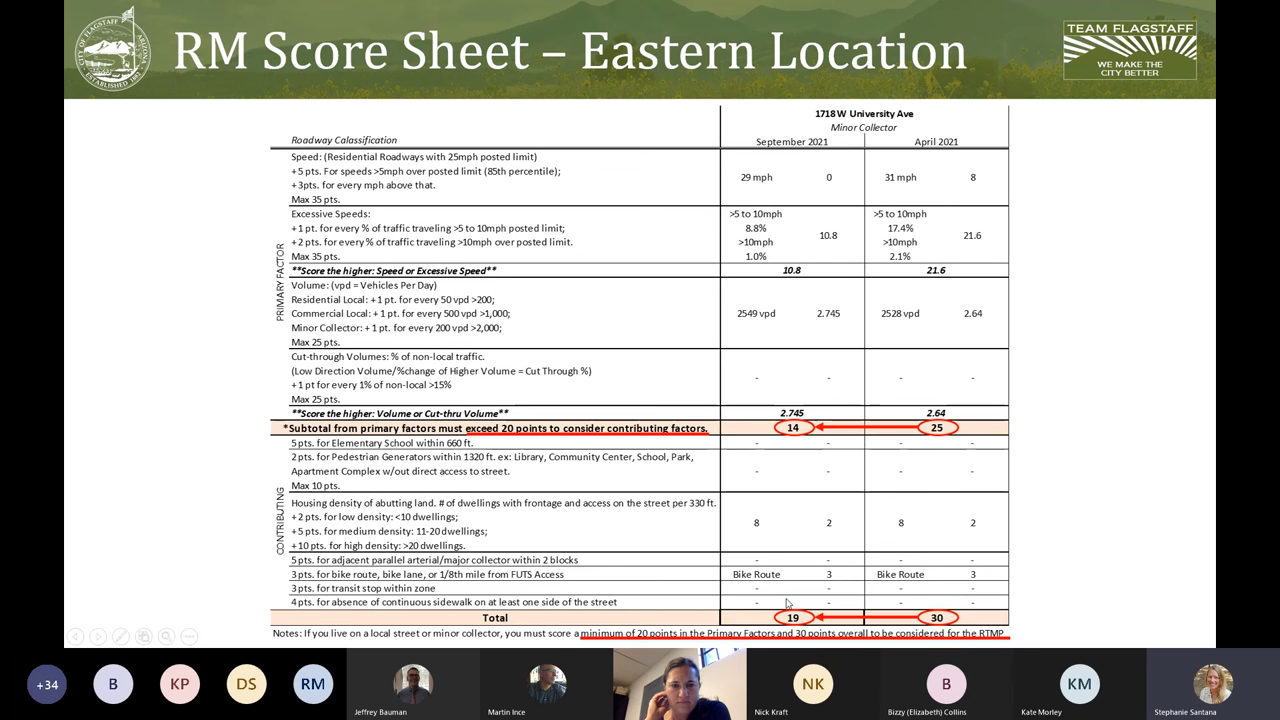 RM Score Sheet – Eastern Location
CITY OF FLAGSTAFF
ARIZONA
ESTABLISHED 1882
TEAM FLAGSTAFF
WE MAKE THE
CITY BETTER
1718 W University Ave
Minor Collector
Roadway Calassification
September 2021
April 2021
PRIMARY FACTOR
Speed: (Residential Roadways with 25mph posted limit)
+5 pts. For speeds >5mph over posted limit (85th percentile);
+3pts. for every mph above that.
Max 35 pts.
29 mph 0 31 mph 8
Excessive Speeds:
+1 pt. for every % of traffic traveling >5 to 10mph posted limit;
+2 pts. for every % of traffic traveling >10mph over posted limit.
Max 35 pts.
>5 to 10mph
8.8%
>10mph
1.0%
10.8
>5 to 10mph
17.4%
>10mph
2.1%
21.6
**Score the higher: Speed or Excessive Speed** 10.8 21.6
Volume: (vpd = Vehicles Per Day)
Residential Local: +1 pt. for every 50 vpd >200;
Commercial Local: +1 pt. for every 500 vpd >1,000;
Minor Collector: +1 pt. for every 200 vpd >2,000;
Max 25 pts.
2549 vpd 2.745 2528 vpd 2.64
Cut-through Volumes: % of non-local traffic.
(Low Direction Volume/%change of Higher Volume = Cut Through %)
+1 pt for every 1% of non-local >15%
Max 25 pts.
- - - -
**Score the higher: Volume or Cut-thru Volume** 2.745 2.64
*Subtotal from primary factors must exceed 20 points to consider contributing factors. 14 25
CONTRIBUTING
5 pts. for Elementary School within 660 ft. - - - -
2 pts. for Pedestrian Generators within 1320 ft. ex: Library, Community Center, School, Park,
Apartment Complex w/out direct access to street.
Max 10 pts.
- - - -
Housing density of abutting land. # of dwellings with frontage and access on the street per 330 ft.
+2 pts. for low density: <10 dwellings;
+5 pts. for medium density: 11-20 dwellings;
+10 pts. for high density: >20 dwellings.
8 2 8 2
5 pts. for adjacent parallel arterial/major collector within 2 blocks - - - -
3 pts. for bike route, bike lane, or 1/8th mile from FUTS Access Bike Route 3 Bike Route 3
3 pts. for transit stop within zone - - - -
4 pts. for absence of continuous sidewalk on at least one side of the street - - - -
Total 19 30
Notes: If you live on a local street or minor collector, you must score a minimum of 20 points in the Primary Factors and 30 points overall to be considered for the RTMP
+34
B
KP
DS
RM
Jeffrey Bauman
Martin Ince
NK
Nick Kraft
B
Bizzy (Elizabeth) Collins
KM
Kate Morley
Stephanie Santana